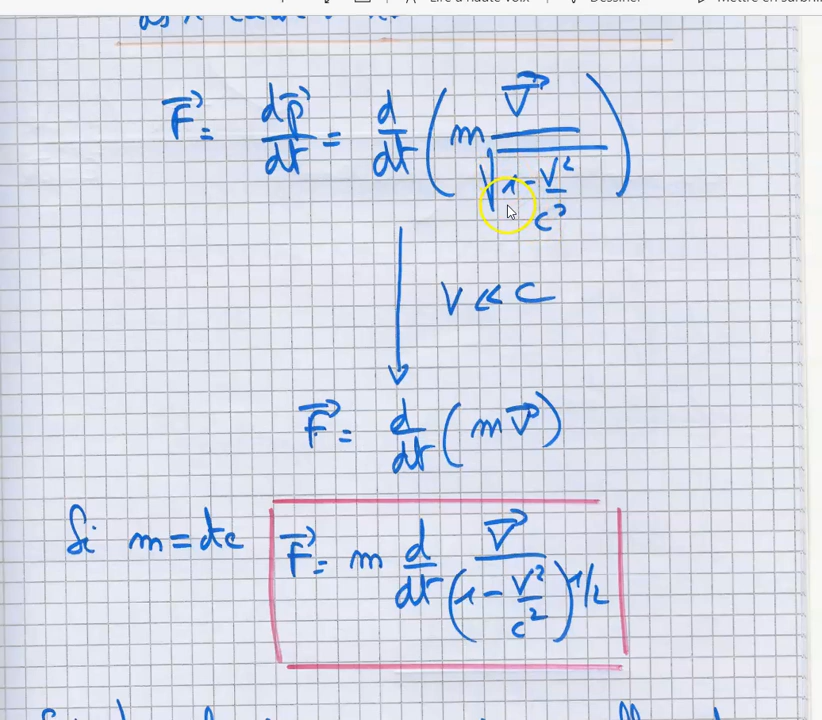 F⃗ = dp⃗/dt = d/dt ( m V⃗ / √(1 - V²/c²) )
V << C
F⃗ = d/dt ( m V⃗ )
Si m = cte F⃗ = m d/dt V⃗ / (1 - V²/c²)^1/2